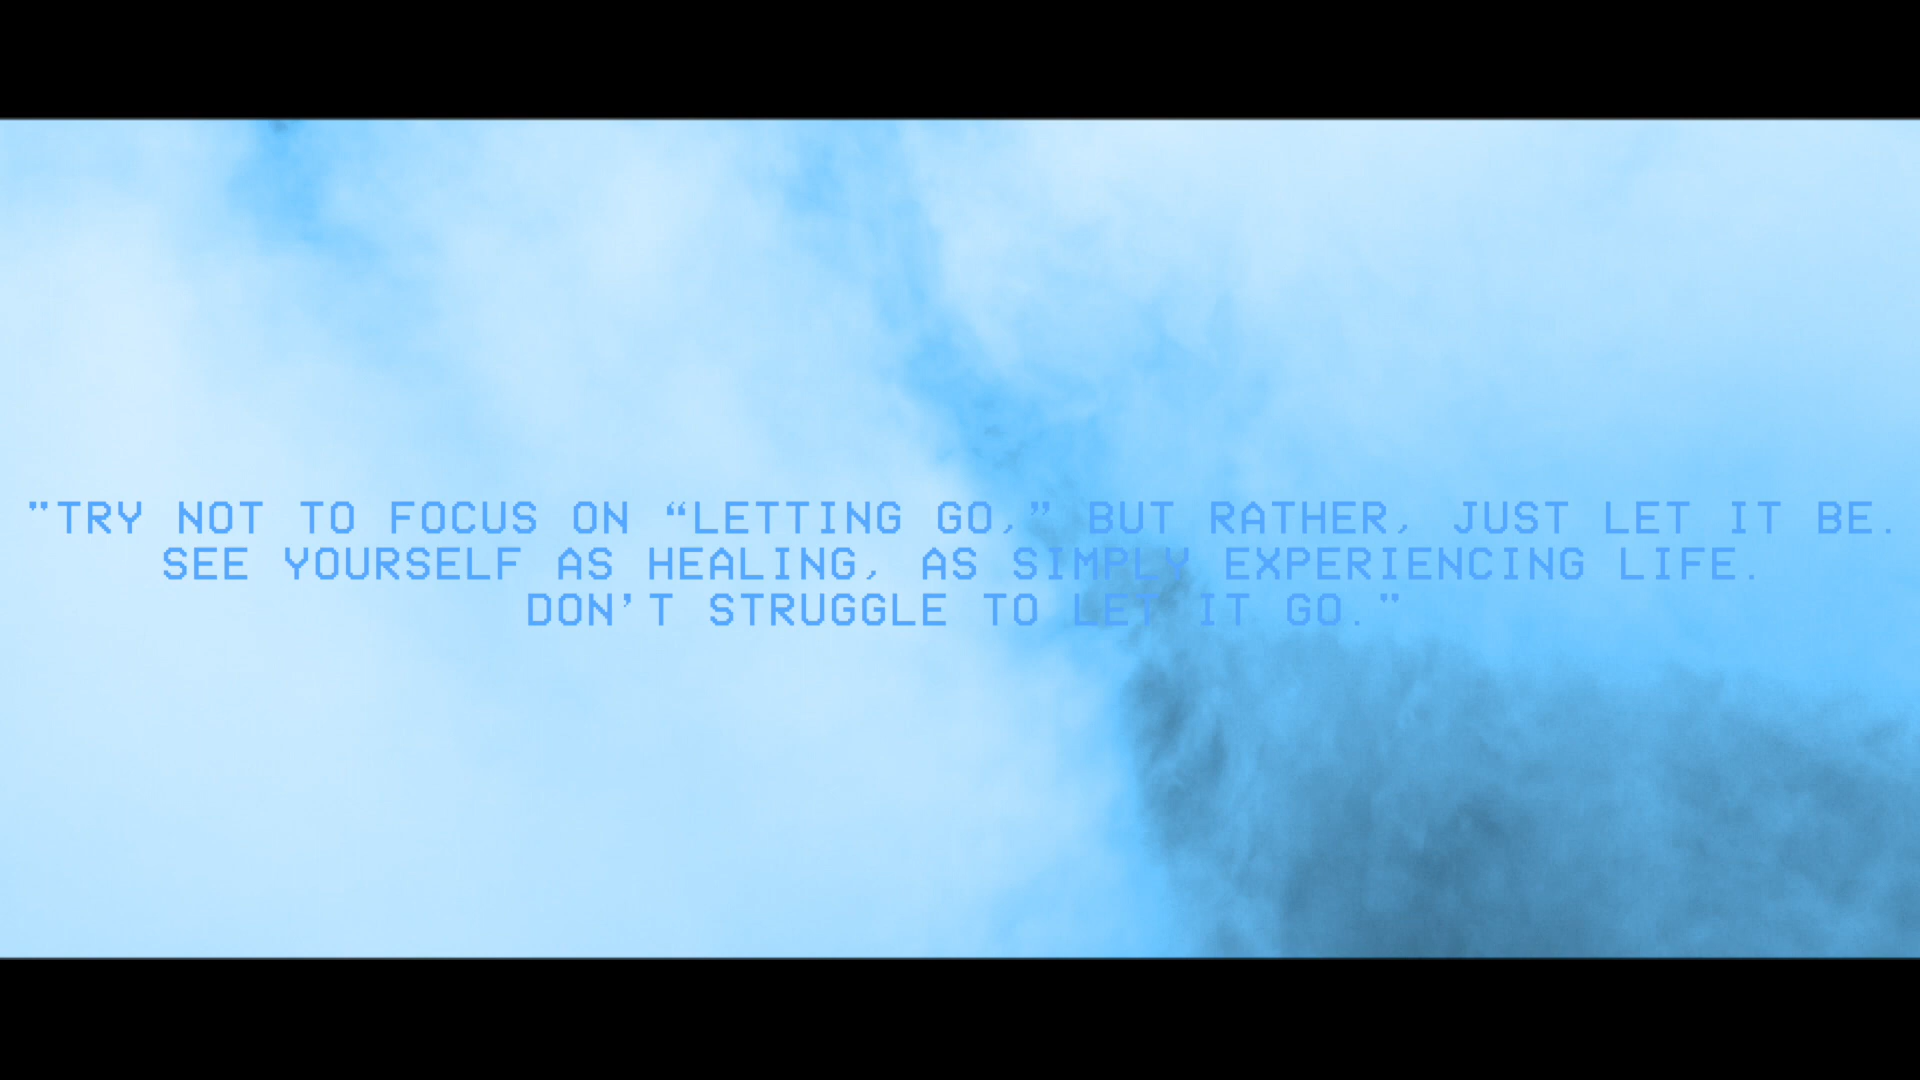 "TRY NOT TO FOCUS ON “LETTING GO,” BUT RATHER, JUST LET IT BE.
SEE YOURSELF AS HEALING, AS SIMPLY EXPERIENCING LIFE.
DON’T STRUGGLE TO LET IT GO."